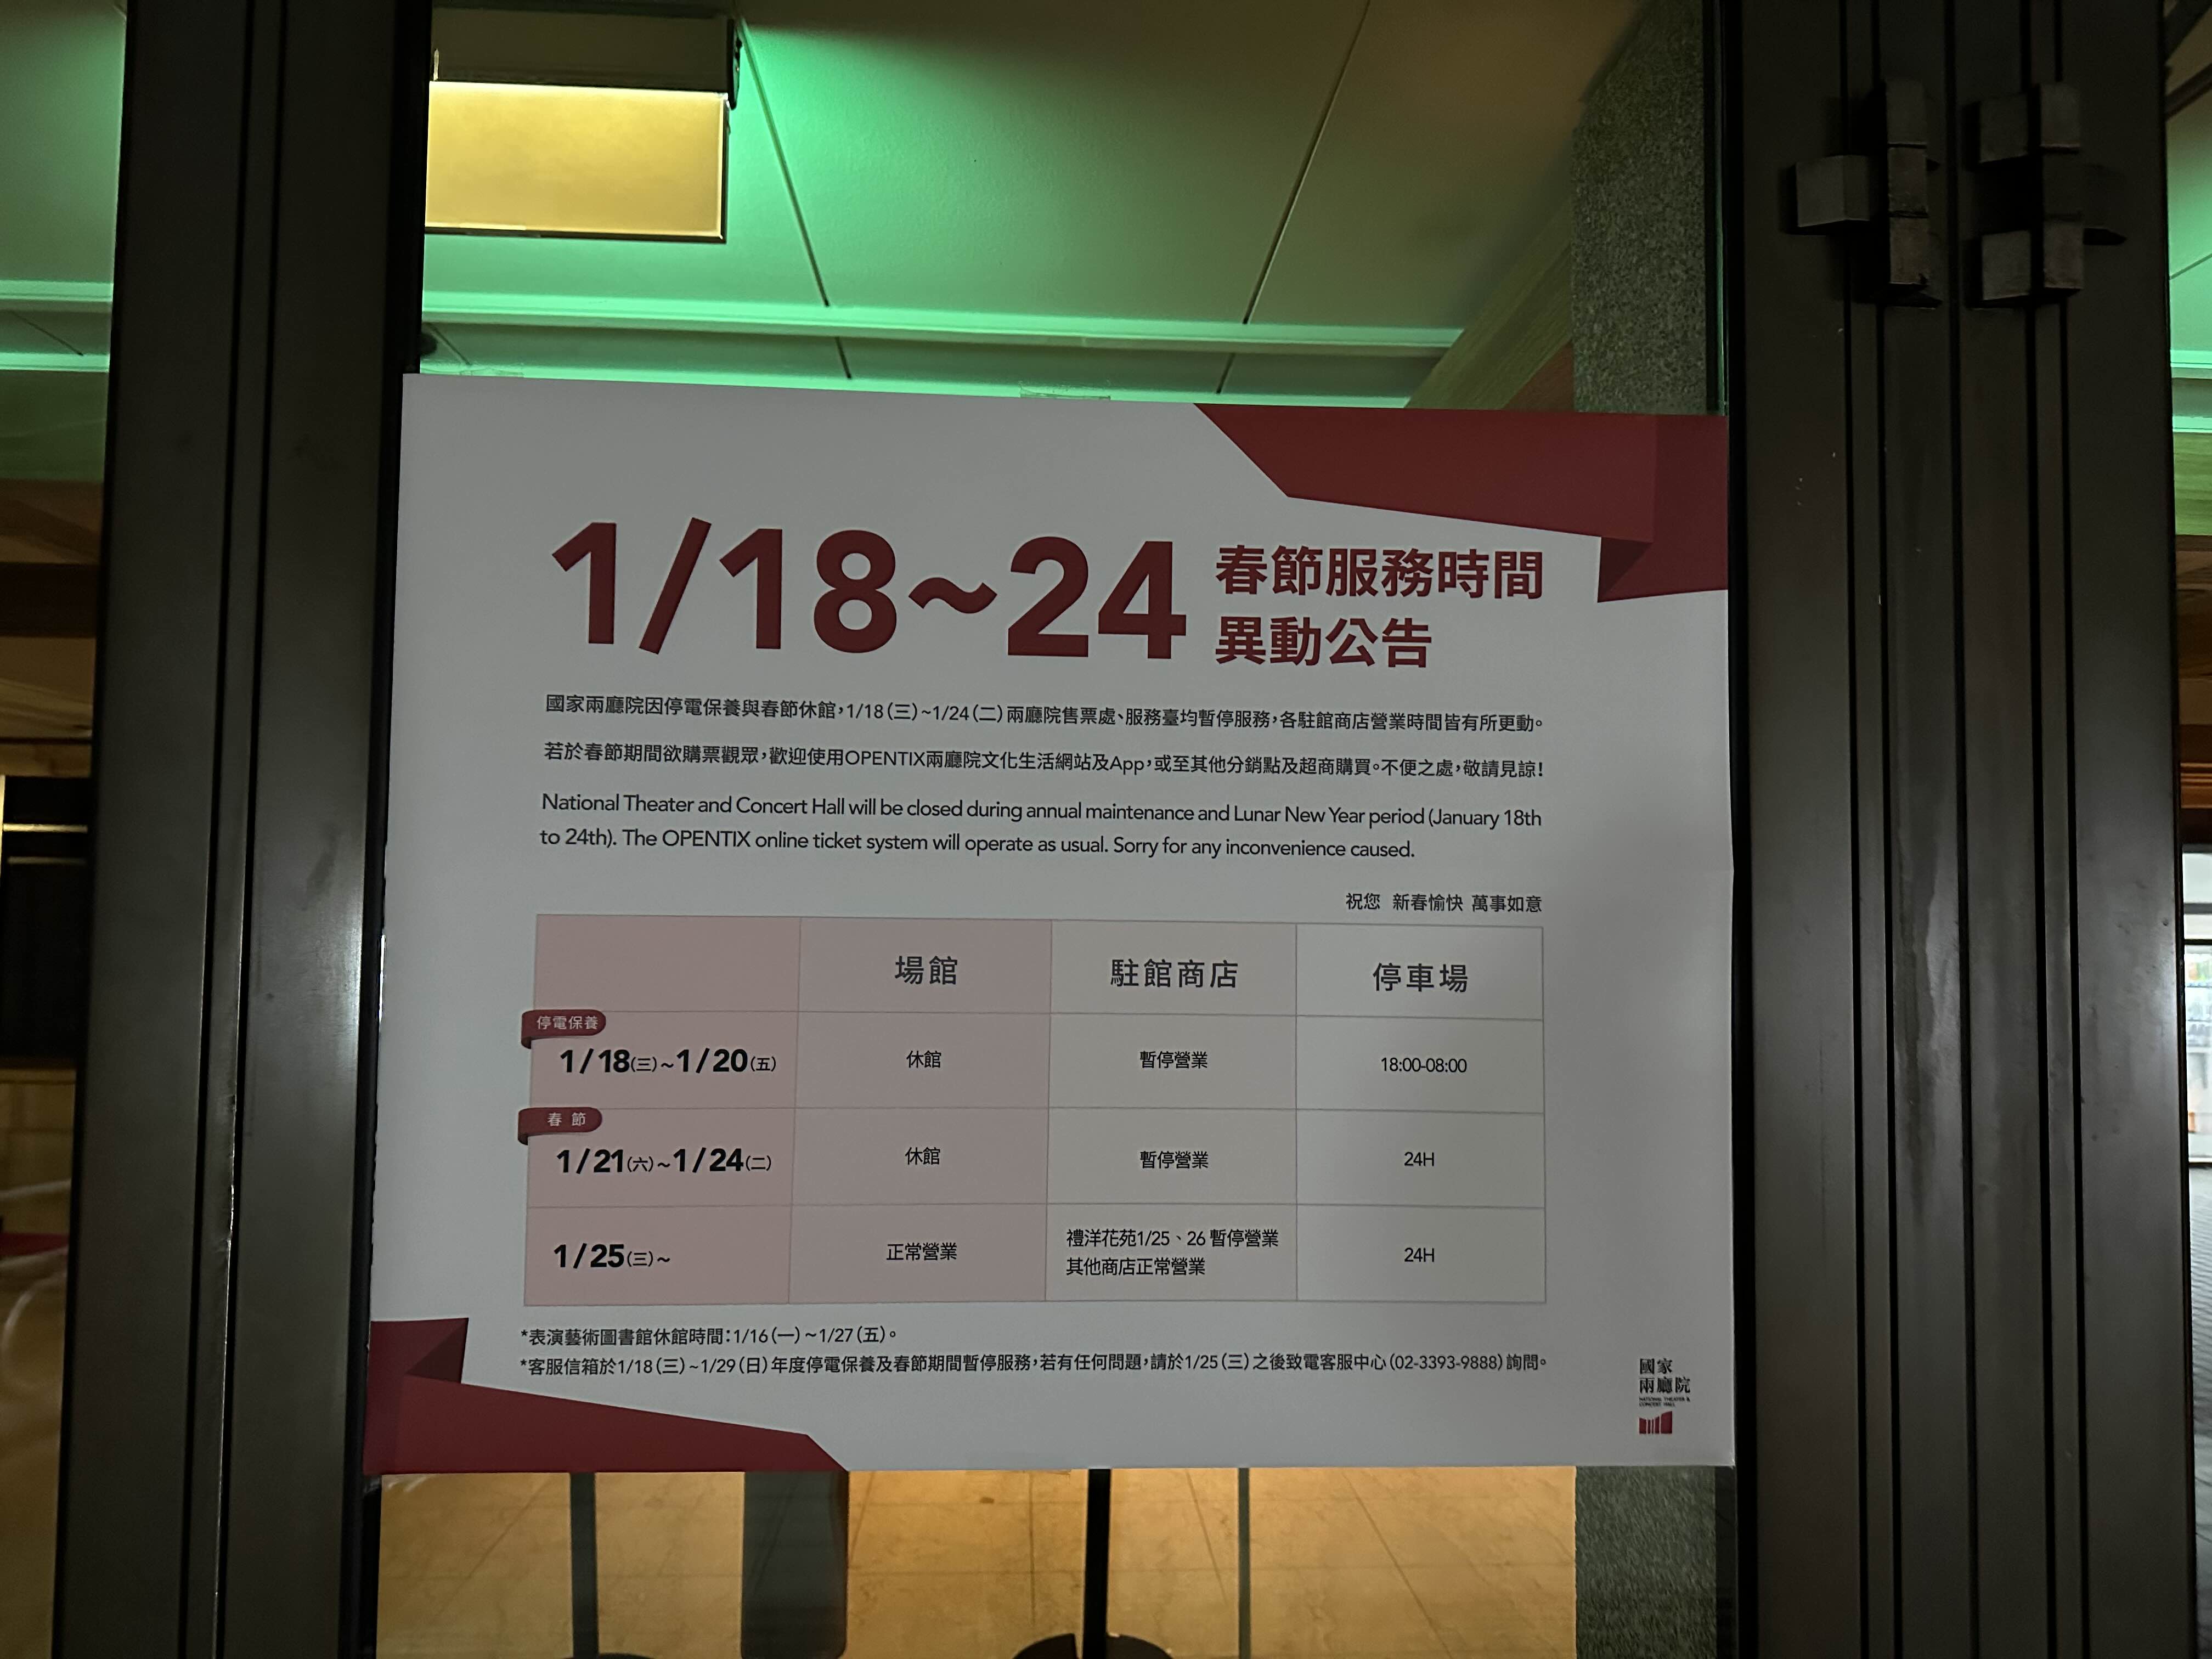 1/18~24 春節服務時間
異動公告
國家兩廳院因停電保養與春節休館，1/18（三）~1/24（二）兩廳院售票處、服務臺均暫停服務，各駐館商店營業時間皆有所更動。
若於春節期間欲購票觀眾，歡迎使用OPENTIX兩廳院文化生活網站及App，或至其他分銷點及超商購買。不便之處，敬請見諒！
National Theater and Concert Hall will be closed during annual maintenance and Lunar New Year period (January 18th
to 24th). The OPENTIX online ticket system will operate as usual. Sorry for any inconvenience caused.
祝您 新春愉快 萬事如意
場館 駐館商店 停車場
停電保養
1/18(三)~1/20(五) 休館 暫停營業 18:00-08:00
春節
1/21(六)~1/24(二) 休館 暫停營業 24H
1/25(三)~ 正常營業 禮洋花苑1/25、26 暫停營業
其他商店正常營業 24H
*表演藝術圖書館休館時間：1/16（一）~1/27（五）。
*客服信箱於1/18（三）~1/29（日）年度停電保養及春節期間暫停服務，若有任何問題，請於1/25（三）之後致電客服中心（02-3393-9888）詢問。
國家
兩廳院
NATIONAL THEATER &
CONCERT HALL